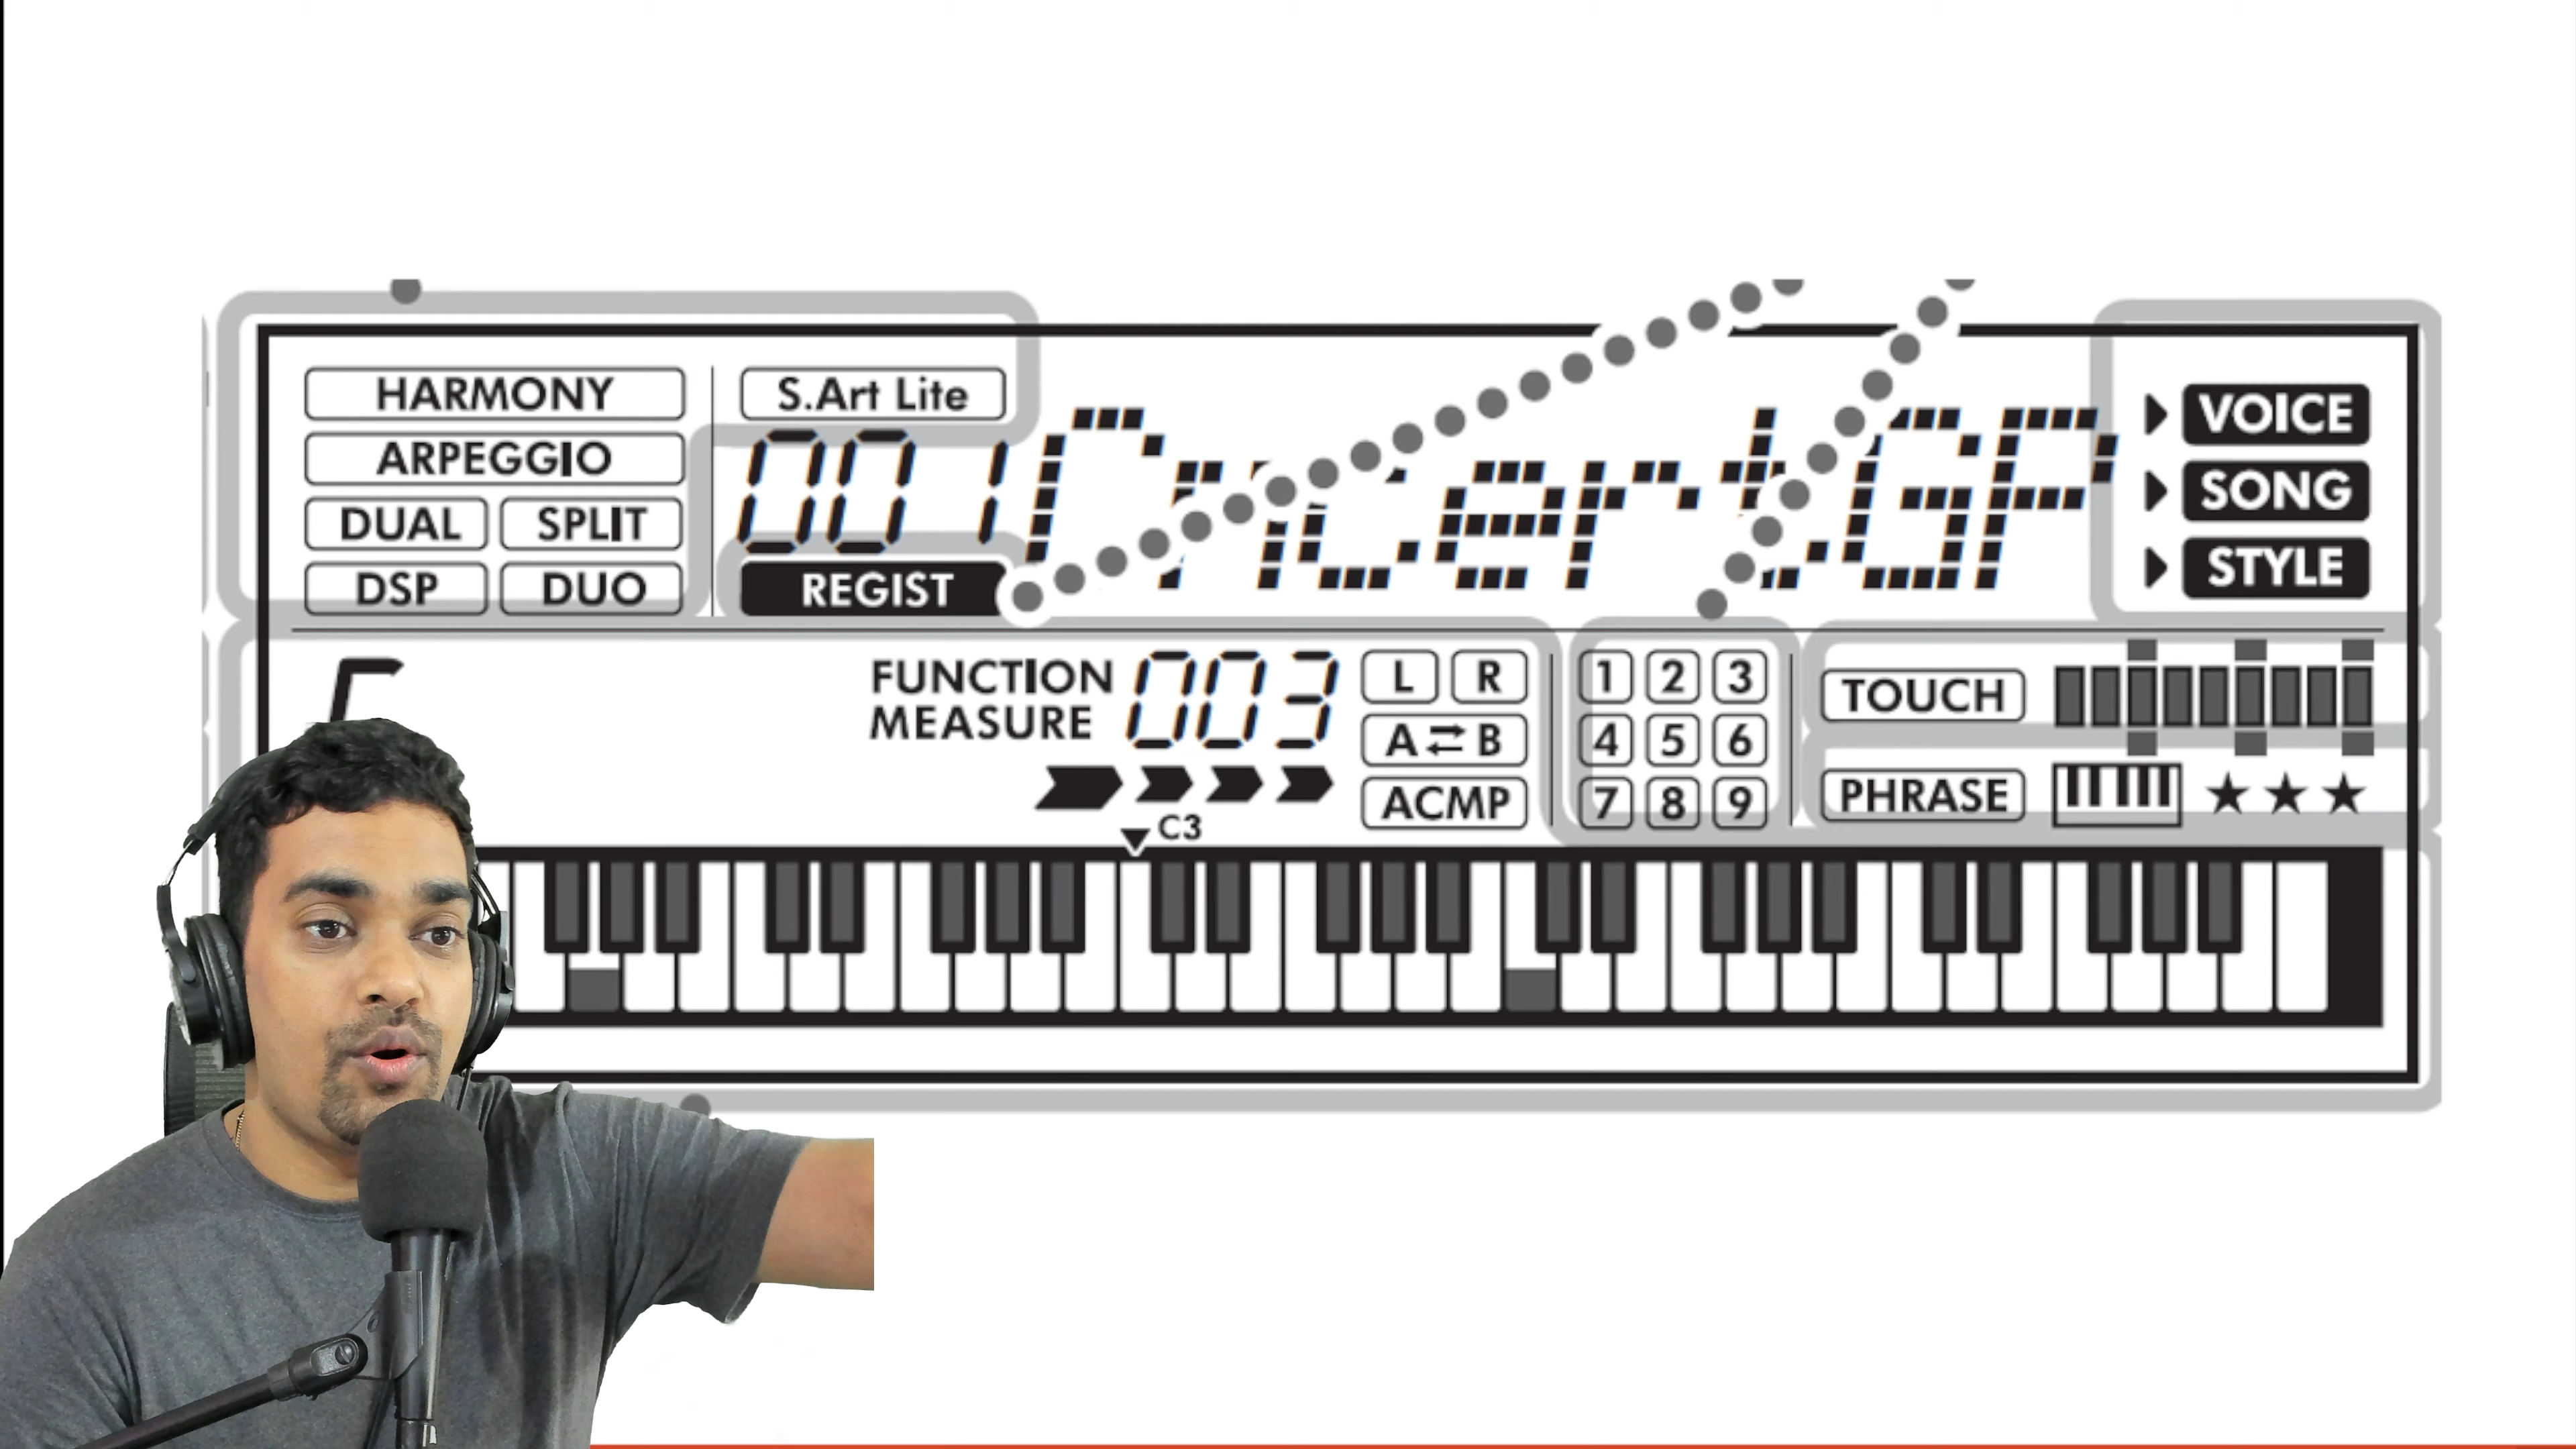 HARMONY
S.Art Lite
ARPEGGIO
001
VOICE
SONG
DUAL
SPLIT
DSP
DUO
REGIST
STYLE
FUNCTION
MEASURE
003
L
R
A⇄B
ACMP
C3
1 2 3
4 5 6
7 8 9
TOUCH
PHRASE
★★★